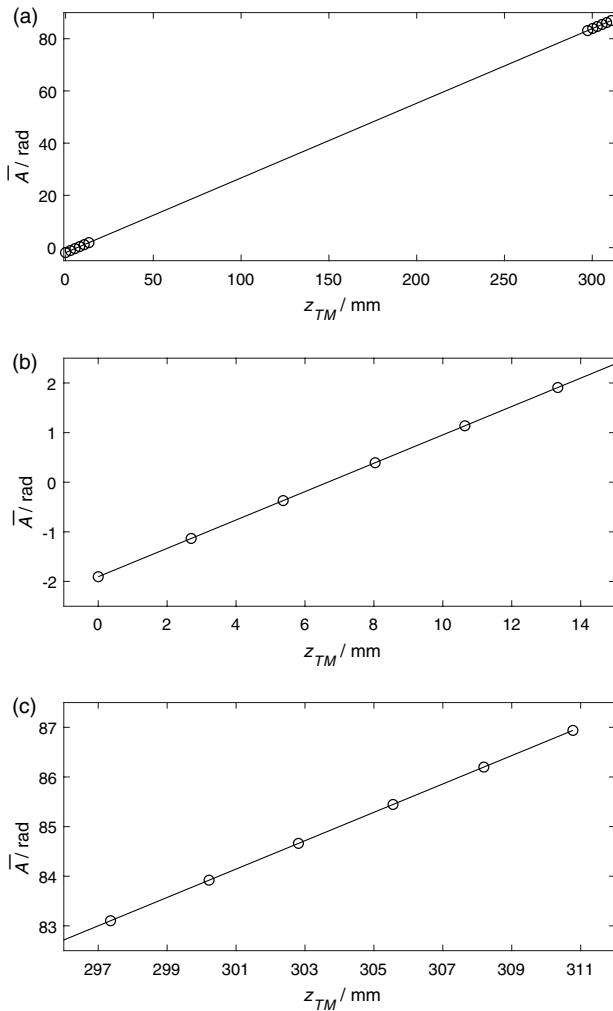 (a)
80
60
40
20
0
A̅ / rad
0 50 100 150 200 250 300
z_TM / mm
(b)
2
1
0
-1
-2
A̅ / rad
0 2 4 6 8 10 12 14
z_TM / mm
(c)
87
86
85
84
83
A̅ / rad
297 299 301 303 305 307 309 311
z_TM / mm